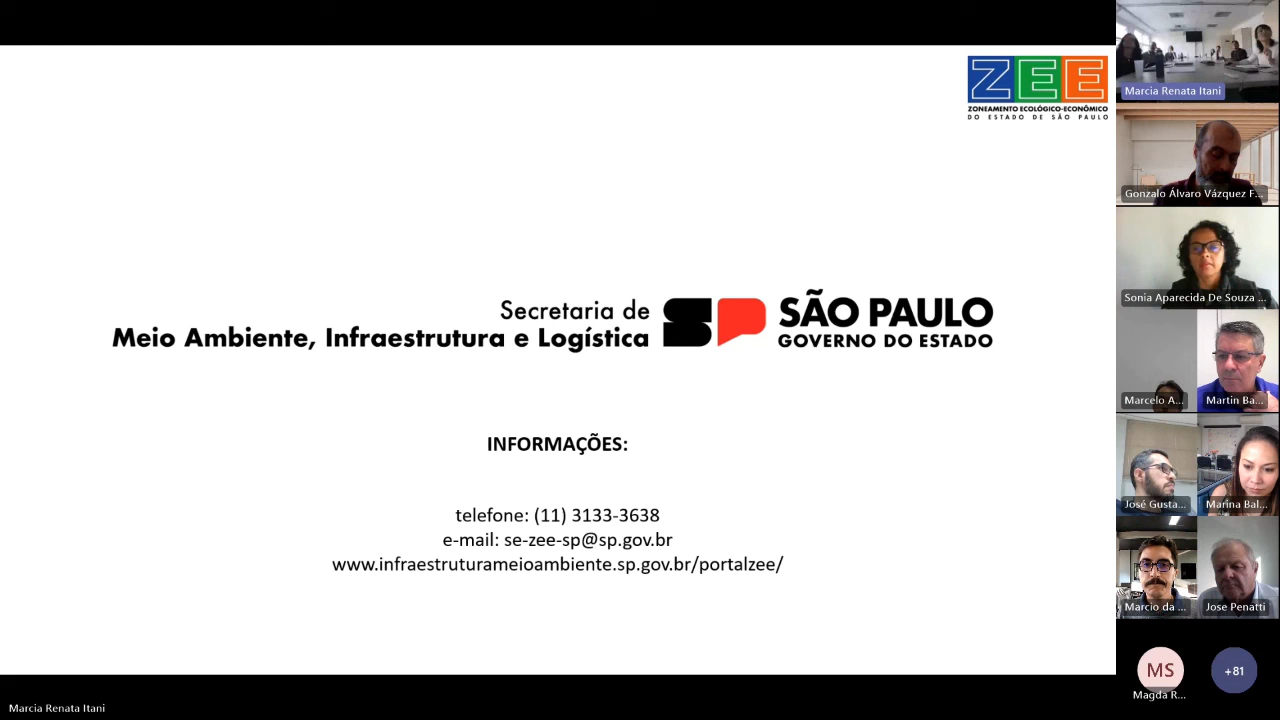 ZEE
ZONEAMENTO ECOLÓGICO-ECONÔMICO
DO ESTADO DE SÃO PAULO
Secretaria de
Meio Ambiente, Infraestrutura e Logística
SP
SÃO PAULO
GOVERNO DO ESTADO
INFORMAÇÕES:
telefone: (11) 3133-3638
e-mail: se-zee-sp@sp.gov.br
www.infraestruturameioambiente.sp.gov.br/portalzee/
Marcia Renata Itani
Gonzalo Álvaro Vázquez F...
Sonia Aparecida De Souza ...
Marcelo A...
Martin Ba...
José Gusta...
Marina Bal...
Marcio da ...
Jose Penatti
MS
Magda R...
+81
Marcia Renata Itani